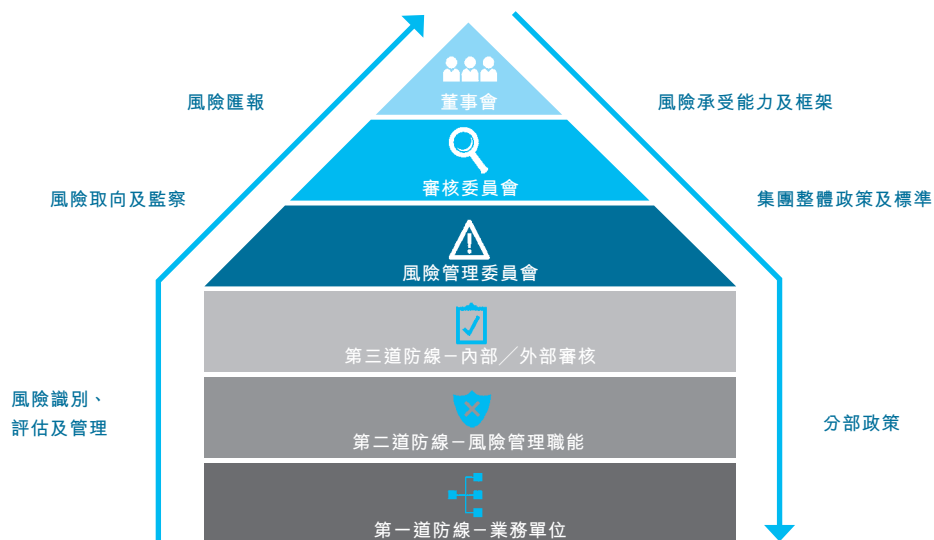 董事會
風險匯報
風險承受能力及框架
審核委員會
風險取向及監察
集團整體政策及標準
風險管理委員會
第三道防線－內部／外部審核
風險識別、
評估及管理
分部政策
第二道防線－風險管理職能
第一道防線－業務單位